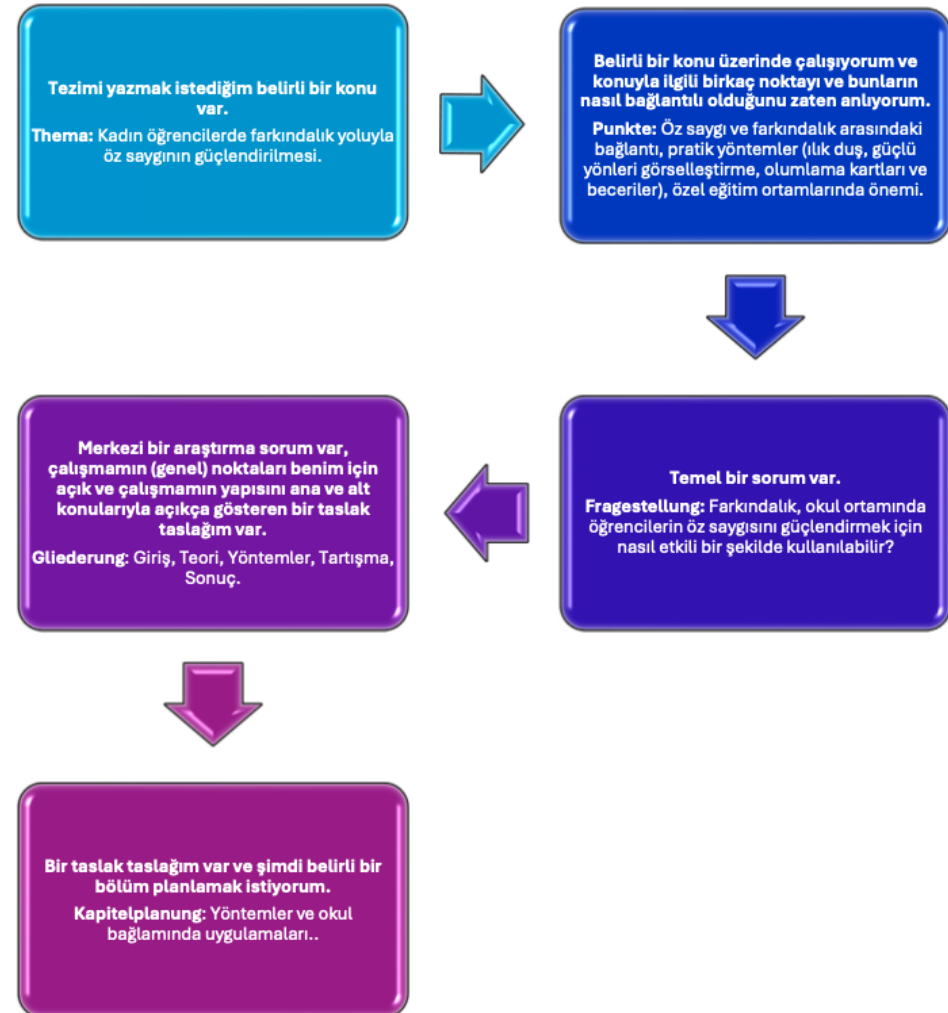 Tezimi yazmak istediğim belirli bir konu
var.
Thema: Kadın öğrencilerde farkındalık yoluyla
öz saygının güçlendirilmesi.
Belirli bir konu üzerinde çalışıyorum ve
konuyla ilgili birkaç noktayı ve bunların
nasıl bağlantılı olduğunu zaten anlıyorum.
Punkte: Öz saygı ve farkındalık arasındaki
bağlantı, pratik yöntemler (ılık duş, güçlü
yönleri görselleştirme, olumlama kartları ve
beceriler), özel eğitim ortamlarında önemi.
Temel bir sorum var.
Fragestellung: Farkındalık, okul ortamında
öğrencilerin öz saygısını güçlendirmek için
nasıl etkili bir şekilde kullanılabilir?
Merkezi bir araştırma sorum var,
çalışmamın (genel) noktaları benim için
açık ve çalışmamın yapısını ana ve alt
konularıyla açıkça gösteren bir taslak
taslağım var.
Gliederung: Giriş, Teori, Yöntemler, Tartışma,
Sonuç.
Bir taslak taslağım var ve şimdi belirli bir
bölüm planlamak istiyorum.
Kapitelplanung: Yöntemler ve okul
bağlamında uygulamaları..